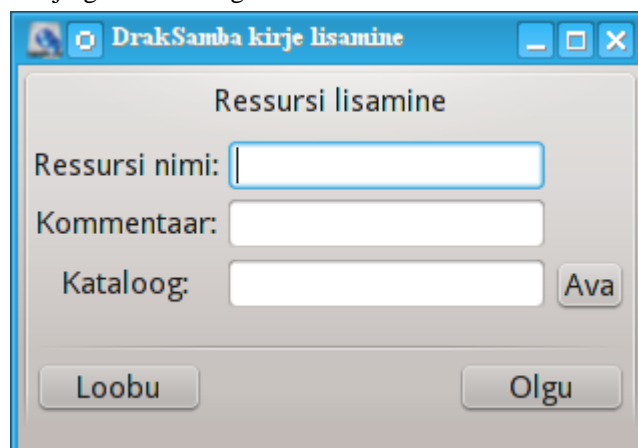 DrakSamba kirje lisamine
Ressursi lisamine
Ressursi nimi:
Kommentaar:
Kataloog:
Ava
Loobu
Olgu